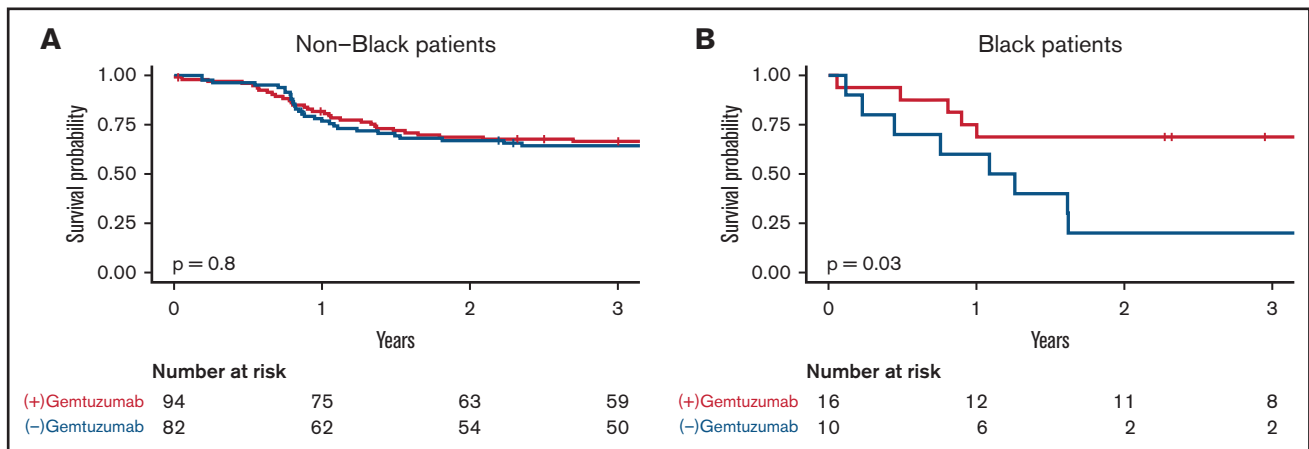 A
Non–Black patients
Survival probability
1.00
0.75
0.50
0.25
0.00
p = 0.8
0 1 2 3
Years
Number at risk
(+)Gemtuzumab 94 75 63 59
(–)Gemtuzumab 82 62 54 50
B
Black patients
Survival probability
1.00
0.75
0.50
0.25
0.00
p = 0.03
0 1 2 3
Years
Number at risk
(+)Gemtuzumab 16 12 11 8
(–)Gemtuzumab 10 6 2 2